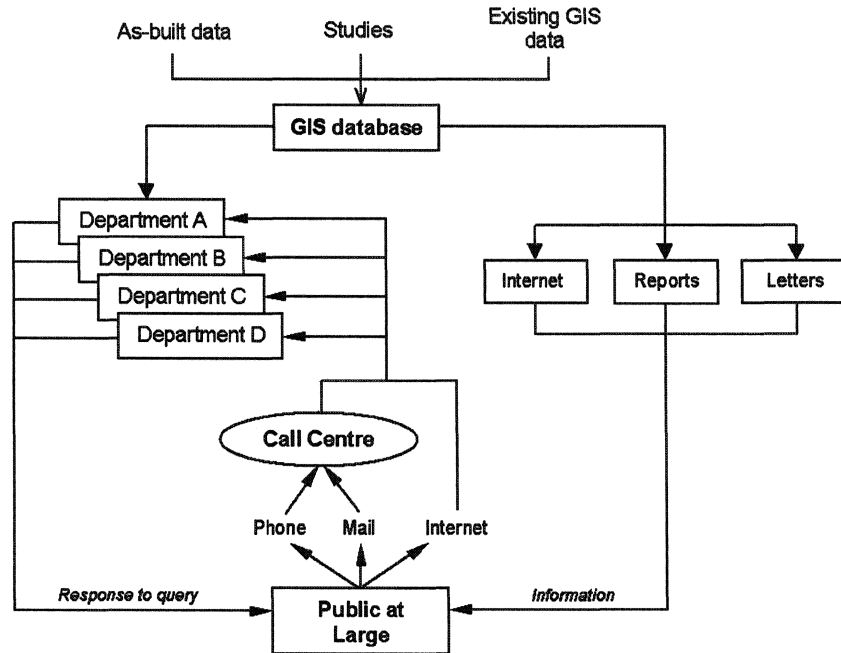 As-built data
Studies
Existing GIS
data
GIS database
Department A
Department B
Department C
Department D
Internet
Reports
Letters
Call Centre
Phone
Mail
Internet
Response to query
Information
Public at
Large